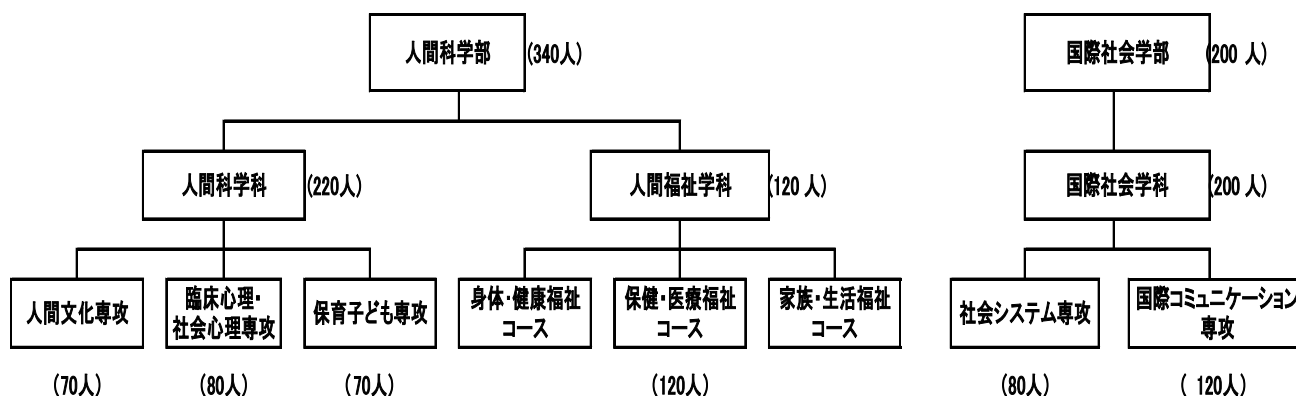 人間科学部 (340人)
国際社会学部 (200 人)
人間科学科 (220人)
人間福祉学科 (120 人)
国際社会学科 (200 人)
人間文化専攻
臨床心理・
社会心理専攻
保育子ども専攻
身体・健康福祉
コース
保健・医療福祉
コース
家族・生活福祉
コース
社会システム専攻
国際コミュニケーション
専攻
(70人)
(80人)
(70人)
(120人)
(80人)
( 120人)